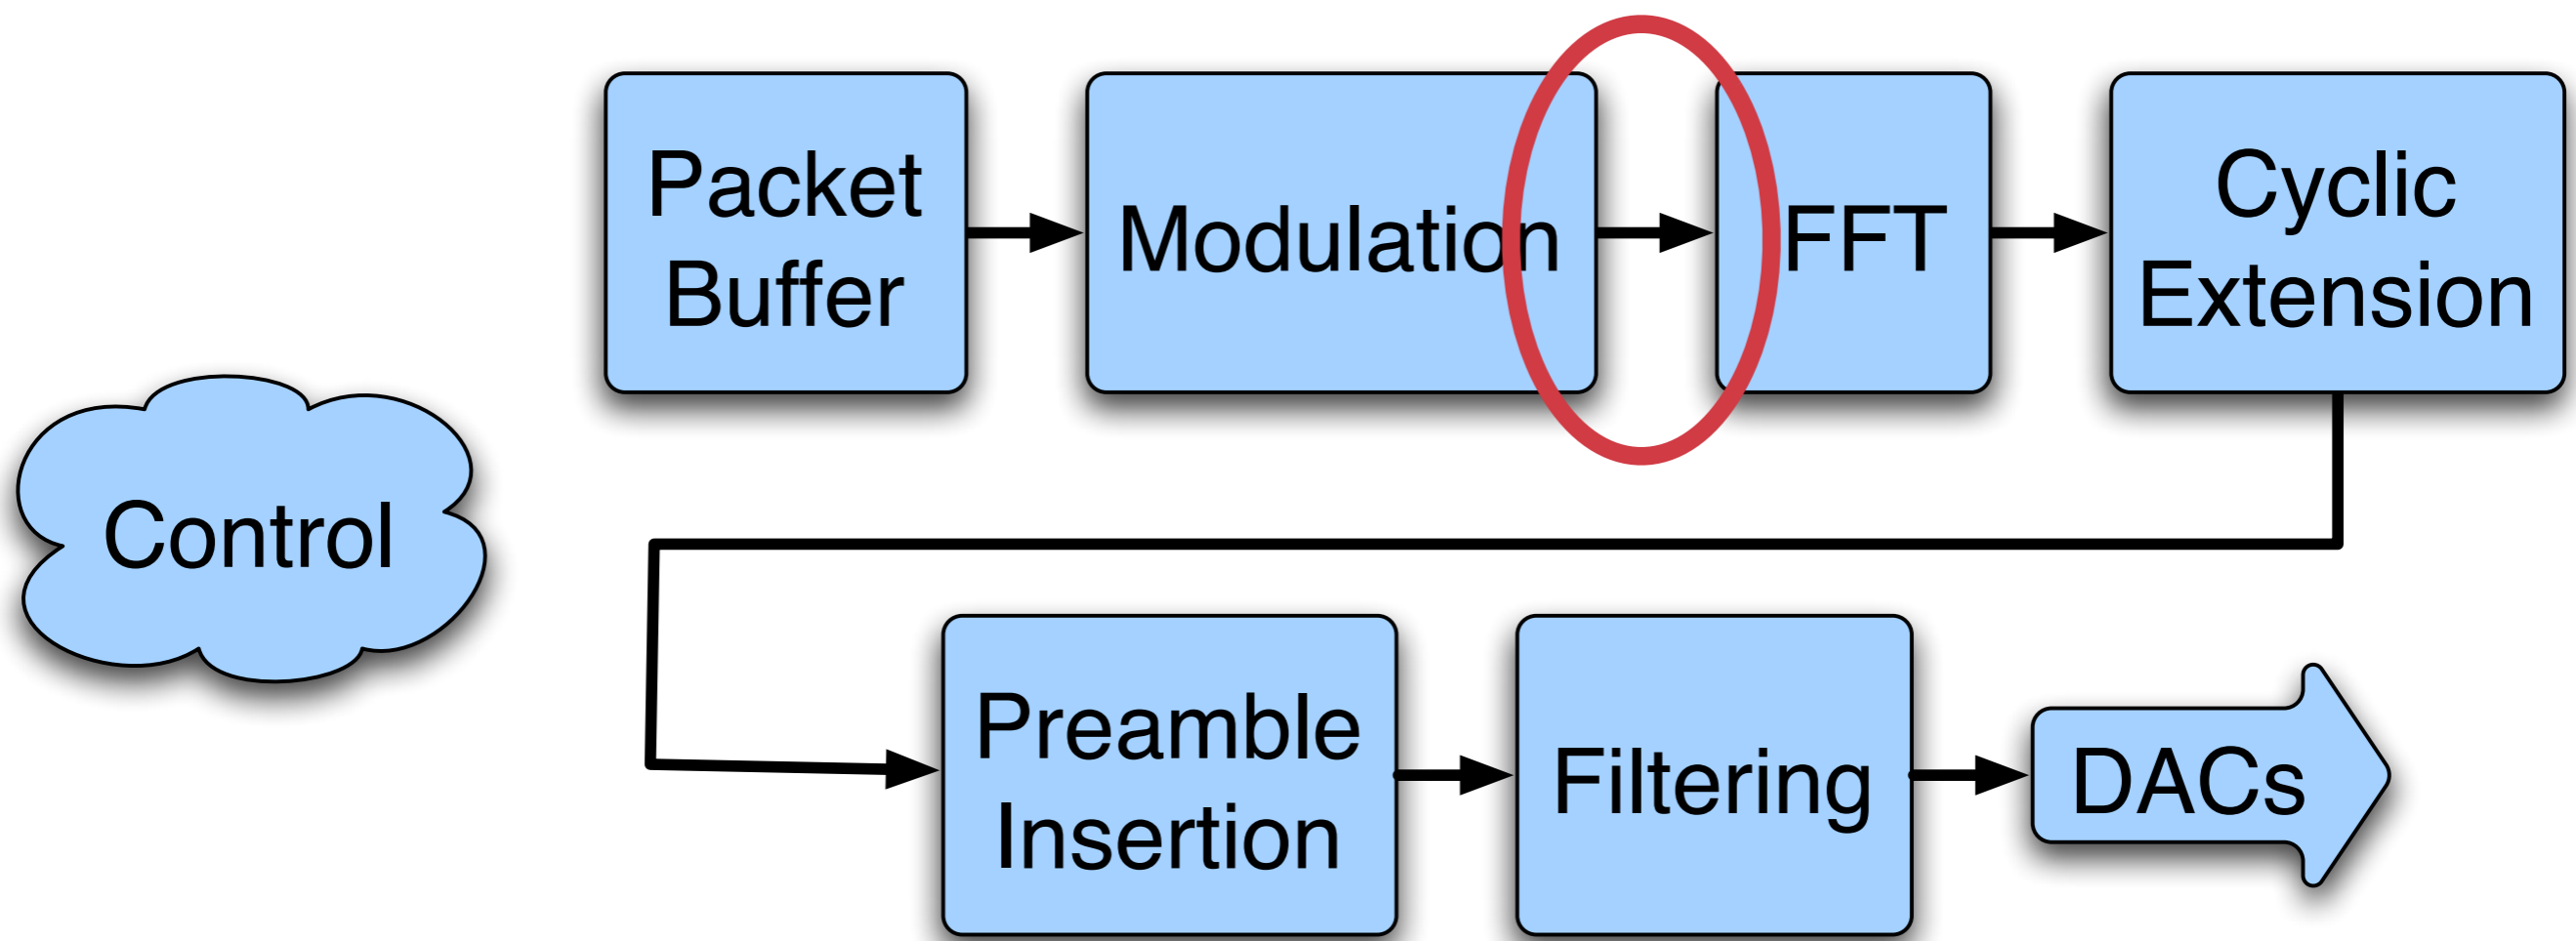 Packet
Buffer
Modulation
FFT
Cyclic
Extension
Control
Preamble
Insertion
Filtering
DACs